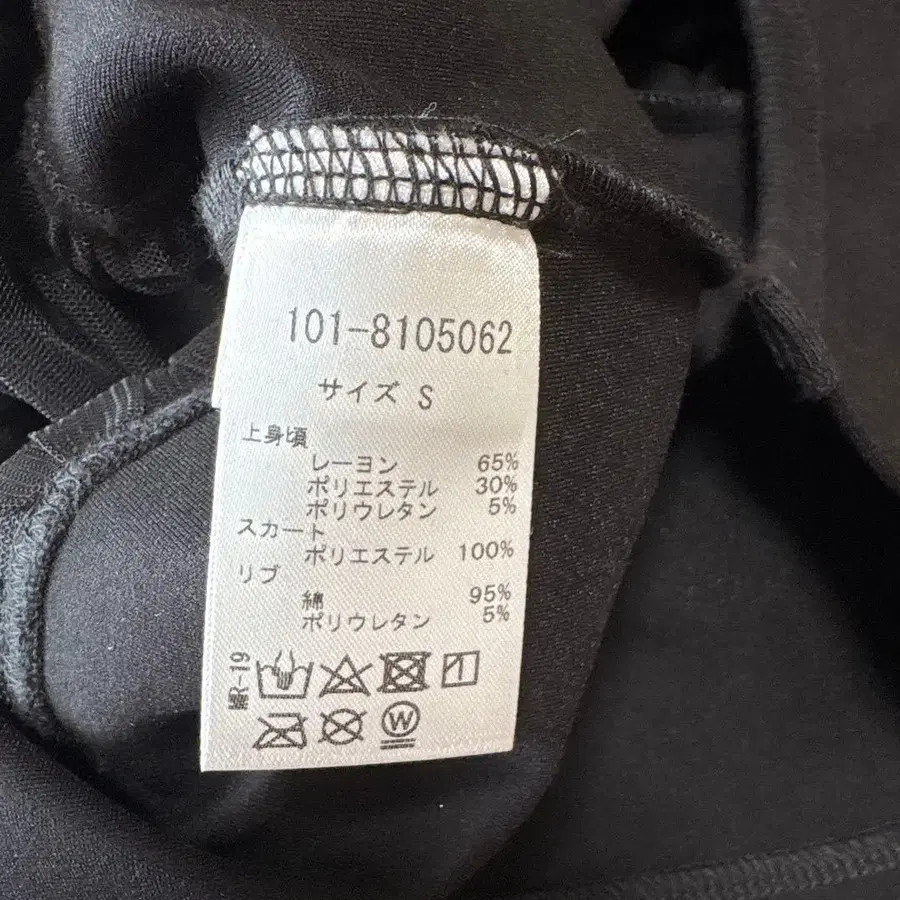 101-8105062
サイズ S
上身頃
レーヨン 65%
ポリエステル 30%
ポリウレタン 5%
スカート
ポリエステル 100%
リブ
綿 95%
ポリウレタン 5%
W